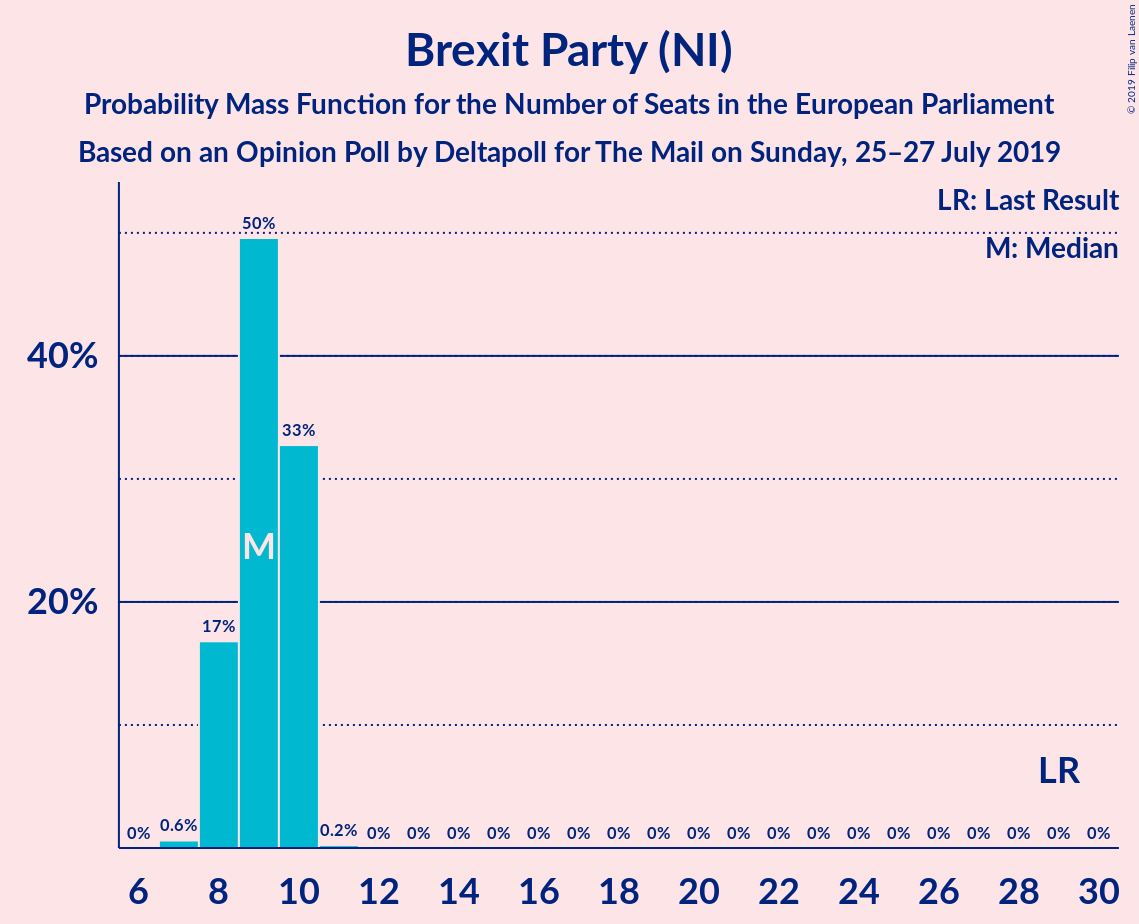 © 2019 Filip van Laenen
Brexit Party (NI)
Probability Mass Function for the Number of Seats in the European Parliament
Based on an Opinion Poll by Deltapoll for The Mail on Sunday, 25–27 July 2019
LR: Last Result
M: Median
50%
40%
33%
M
20%
17%
LR
0% 0.6% 0.2% 0% 0% 0% 0% 0% 0% 0% 0% 0% 0% 0% 0% 0% 0% 0% 0% 0% 0% 0%
6 8 10 12 14 16 18 20 22 24 26 28 30